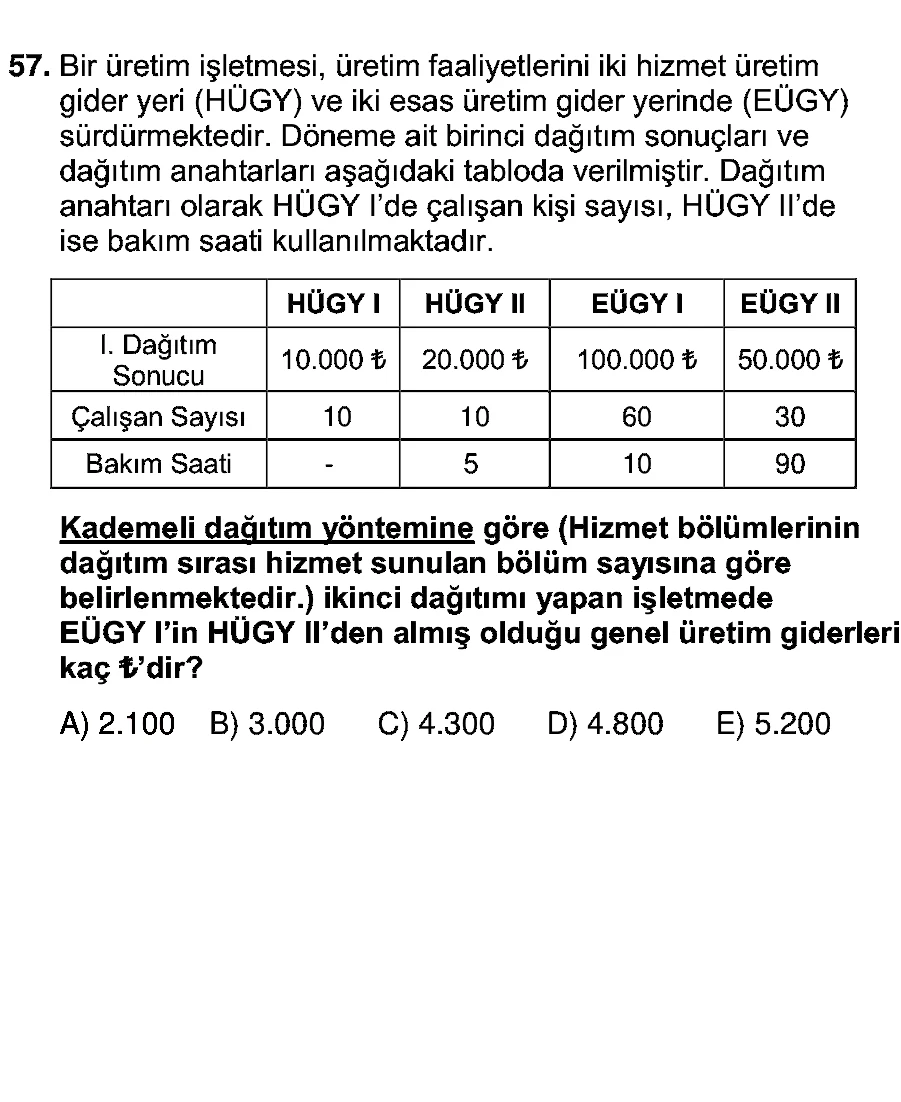 57. Bir üretim işletmesi, üretim faaliyetlerini iki hizmet üretim
gider yeri (HÜGY) ve iki esas üretim gider yerinde (EÜGY)
sürdürmektedir. Döneme ait birinci dağıtım sonuçları ve
dağıtım anahtarları aşağıdaki tabloda verilmiştir. Dağıtım
anahtarı olarak HÜGY I’de çalışan kişi sayısı, HÜGY II’de
ise bakım saati kullanılmaktadır.
HÜGY I HÜGY II EÜGY I EÜGY II
I. Dağıtım
Sonucu 10.000 ₺ 20.000 ₺ 100.000 ₺ 50.000 ₺
Çalışan Sayısı 10 10 60 30
Bakım Saati - 5 10 90
Kademeli dağıtım yöntemine göre (Hizmet bölümlerinin
dağıtım sırası hizmet sunulan bölüm sayısına göre
belirlenmektedir.) ikinci dağıtımı yapan işletmede
EÜGY I’in HÜGY II’den almış olduğu genel üretim giderleri
kaç ₺’dir?
A) 2.100 B) 3.000 C) 4.300 D) 4.800 E) 5.200